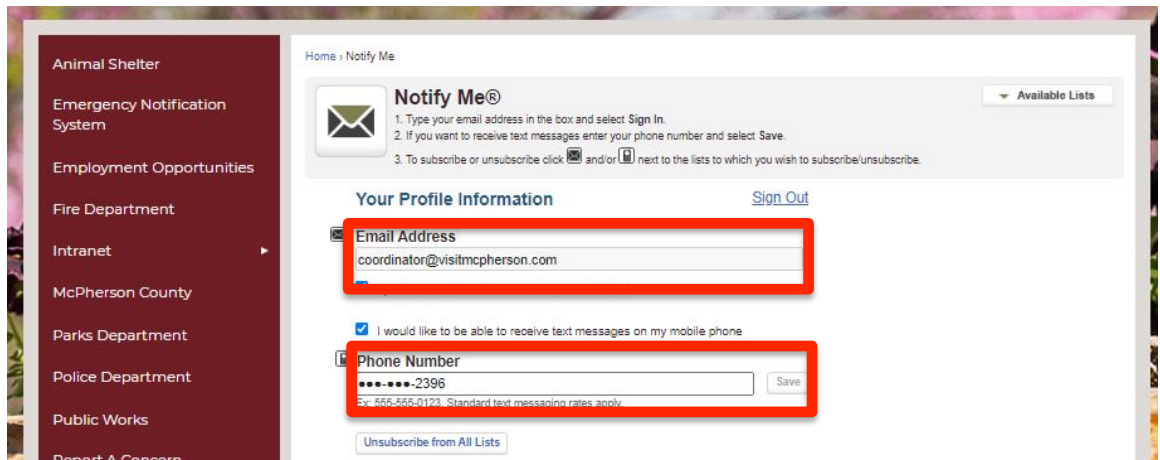 Animal Shelter
Emergency Notification
System
Employment Opportunities
Fire Department
Intranet
McPherson County
Parks Department
Police Department
Public Works
Report A Concern
Home › Notify Me
Notify Me®
Available Lists
1. Type your email address in the box and select Sign In.
2. If you want to receive text messages enter your phone number and select Save.
3. To subscribe or unsubscribe click and/or next to the lists to which you wish to subscribe/unsubscribe.
Your Profile Information
Sign Out
Email Address
coordinator@visitmcpherson.com
I would like to be able to receive text messages on my mobile phone
Phone Number
●●●-●●●-2396
Save
Ex: 555-555-0123. Standard text messaging rates apply.
Unsubscribe from All Lists